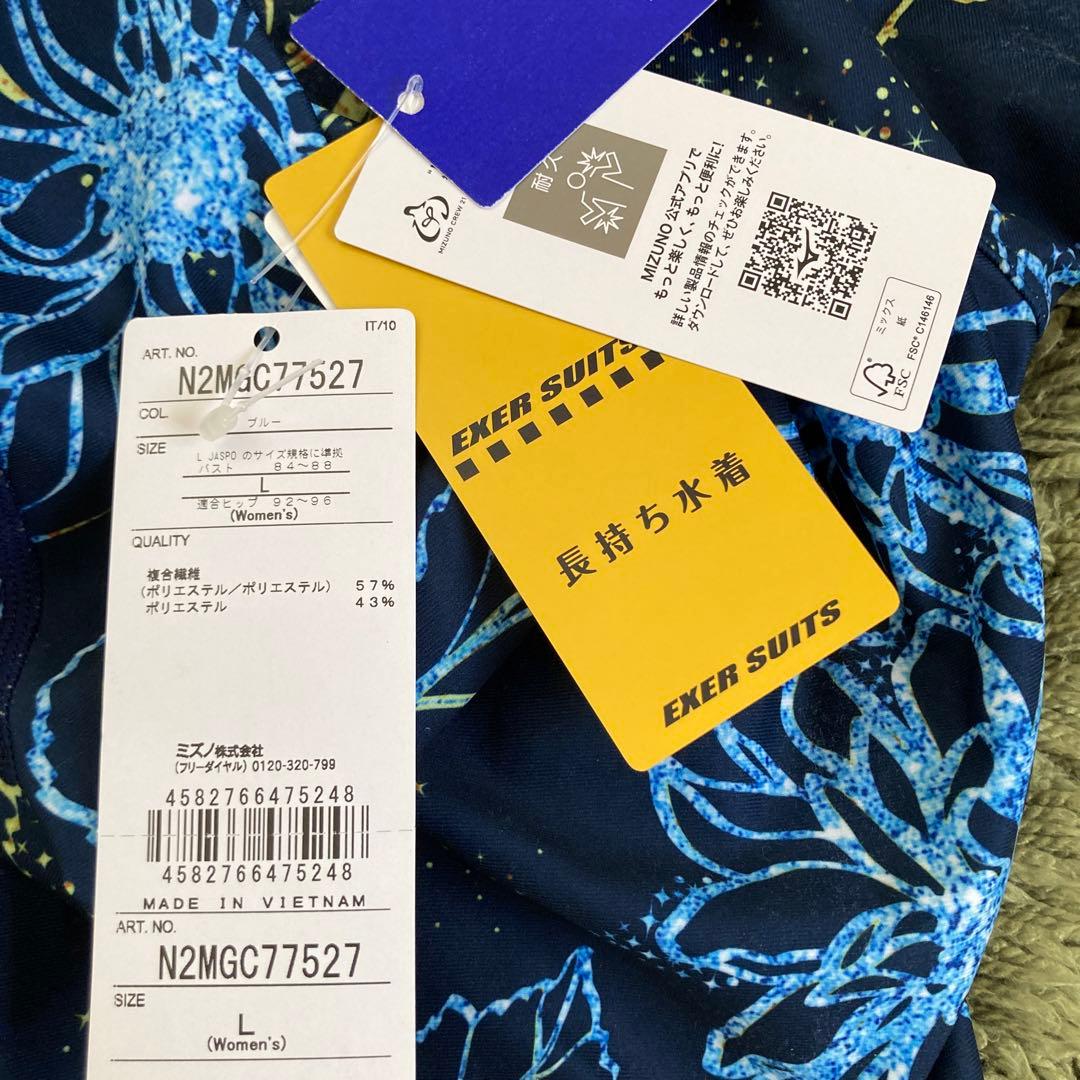 耐久
MIZUNO CREW 21
MIZUNO 公式アプリで
もっと楽しく、もっと便利に!
詳しい製品情報のチェックができます。
ダウンロードして、ぜひお楽しみください。
FSC
ミックス
紙
FSC® C146146
EXER SUITS
長持ち水着
EXER SUITS
IT/10
ART. NO.
N2MGC77527
COL
ブルー
SIZE
L JASPO のサイズ規格に準拠
バスト 84~88
L
適合ヒップ 92~96
(Women's)
QUALITY
複合繊維
(ポリエステル/ポリエステル) 57%
ポリエステル 43%
ミズノ株式会社
(フリーダイヤル) 0120-320-799
4582766475248
4582766475248
MADE IN VIETNAM
ART. NO.
N2MGC77527
SIZE
L
(Women's)